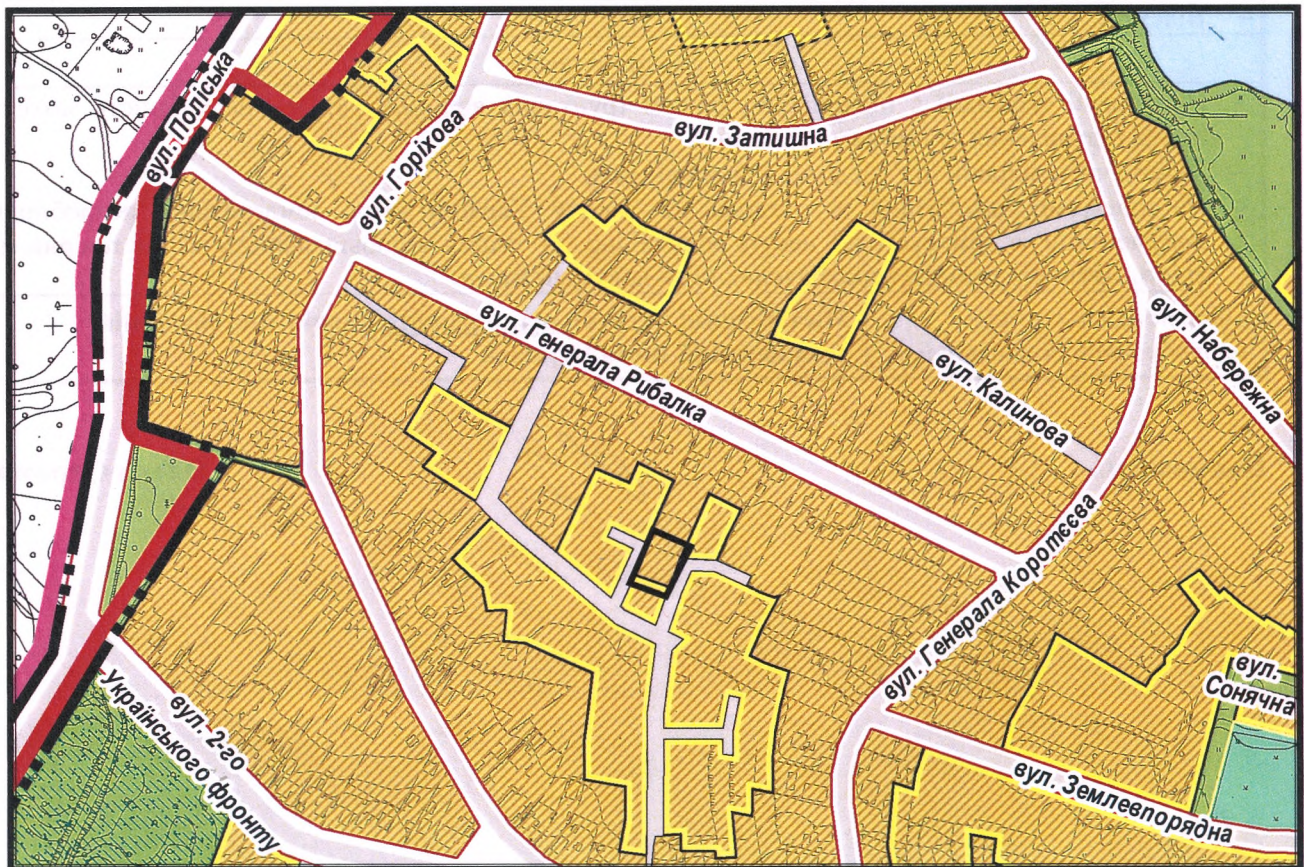 вул. Поліська
вул. Горіхова
вул. Затишна
вул. Генерала Рибалка
вул. Калинова
вул. Набережна
вул. Генерала Коротєєва
вул.
Сонячна
вул. 2-го
Українського фронту
вул. Землевпорядна